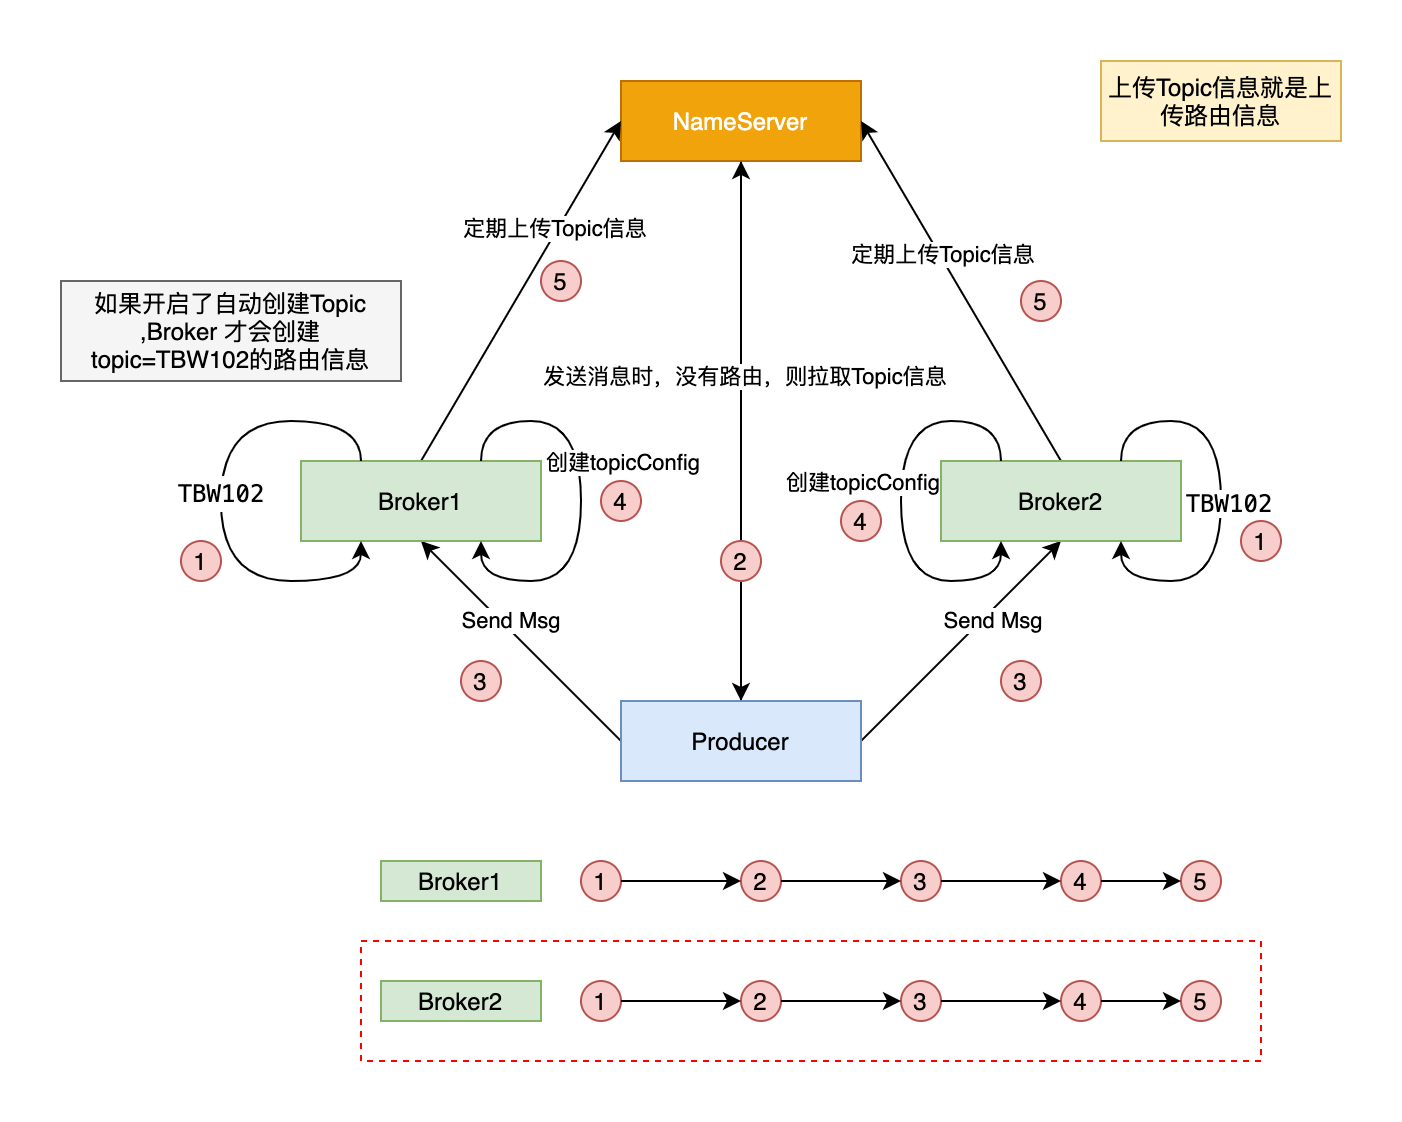 上传Topic信息就是上
传路由信息
NameServer
定期上传Topic信息
5
定期上传Topic信息
5
如果开启了自动创建Topic
,Broker 才会创建
topic=TBW102的路由信息
发送消息时，没有路由，则拉取Topic信息
TBW102
1
Broker1
创建topicConfig
4
创建topicConfig
4
Broker2
TBW102
1
2
Send Msg
3
Send Msg
3
Producer
Broker1 1 2 3 4 5
Broker2 1 2 3 4 5